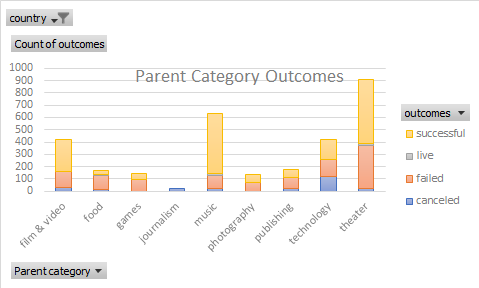 country
Count of outcomes
Parent Category Outcomes
1000
900
800
700
600
500
400
300
200
100
0
film & video
food
games
journalism
music
photography
publishing
technology
theater
outcomes
successful
live
failed
canceled
Parent category